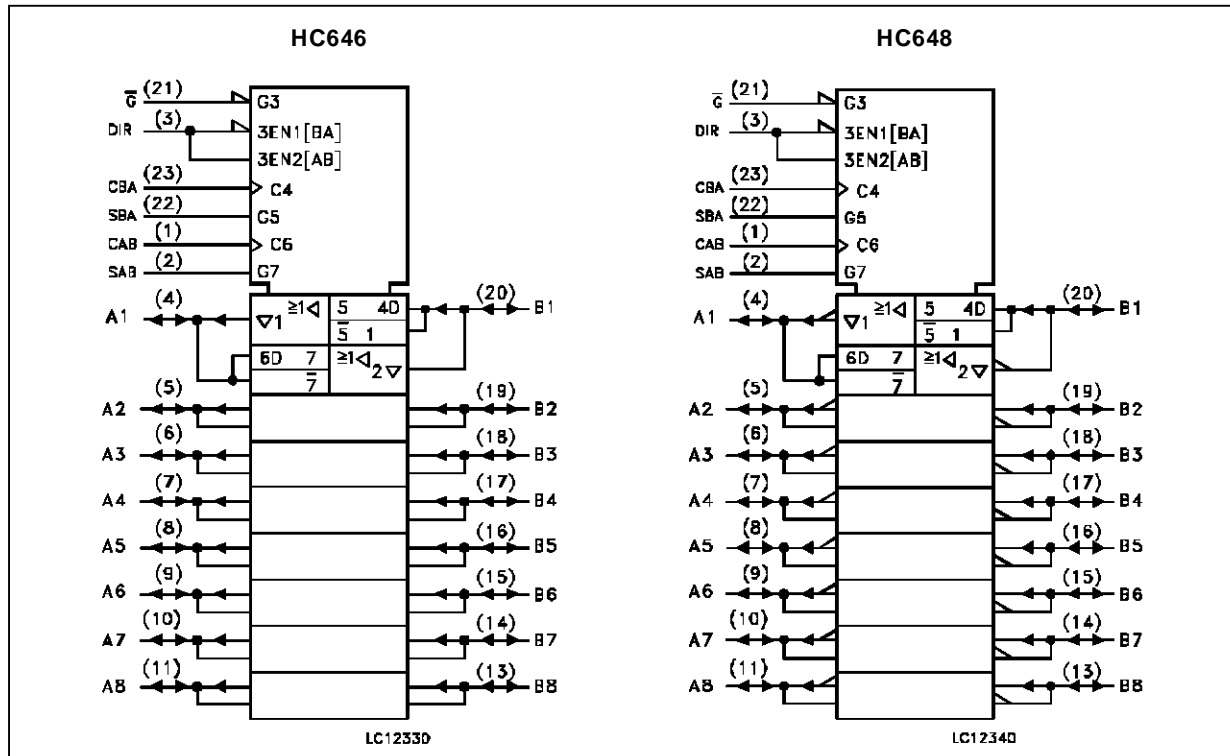 HC646
G (21) G3
DIR (3) 3EN1[BA]
3EN2[AB]
CBA (23) C4
SBA (22) G5
CAB (1) C6
SAB (2) G7
A1 (4) ▽1 ≥1◁ 5 4D (20) B1
5 1
6D 7 ≥1◁ 2▽
7
A2 (5) (19) B2
A3 (6) (18) B3
A4 (7) (17) B4
A5 (8) (16) B5
A6 (9) (15) B6
A7 (10) (14) B7
A8 (11) (13) B8
LC12330
HC648
G (21) G3
DIR (3) 3EN1[BA]
3EN2[AB]
CBA (23) C4
SBA (22) G5
CAB (1) C6
SAB (2) G7
A1 (4) ▽1 ≥1◁ 5 4D (20) B1
5 1
6D 7 ≥1◁ 2▽
7
A2 (5) (19) B2
A3 (6) (18) B3
A4 (7) (17) B4
A5 (8) (16) B5
A6 (9) (15) B6
A7 (10) (14) B7
A8 (11) (13) B8
LC12340